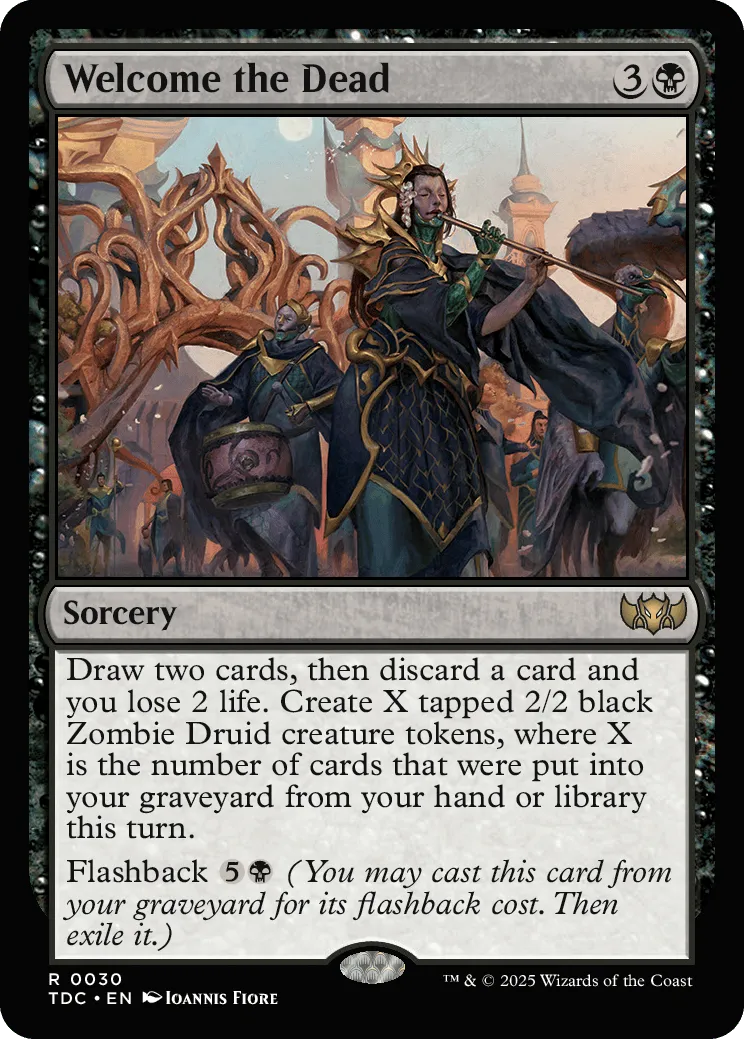 Welcome the Dead 3
Sorcery
Draw two cards, then discard a card and
you lose 2 life. Create X tapped 2/2 black
Zombie Druid creature tokens, where X
is the number of cards that were put into
your graveyard from your hand or library
this turn.
Flashback 5 (You may cast this card from
your graveyard for its flashback cost. Then
exile it.)
R 0030
TDC • EN Ioannis Fiore
™ & © 2025 Wizards of the Coast